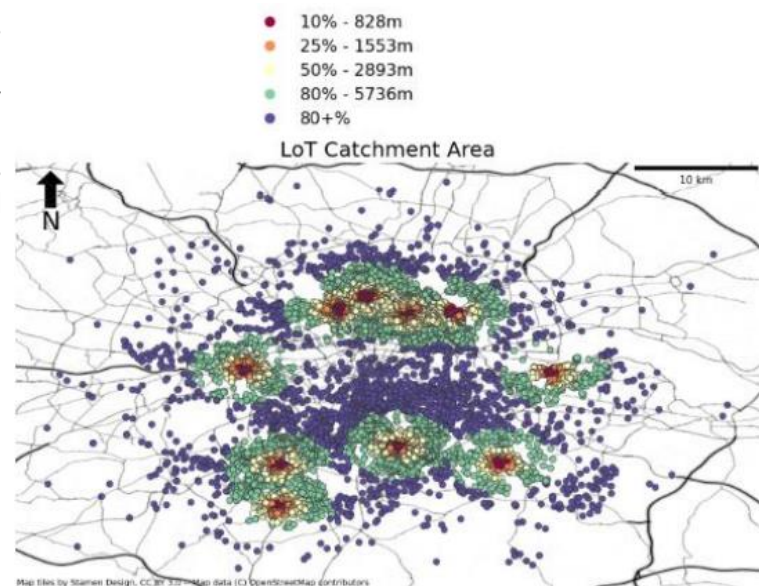 10% - 828m
25% - 1553m
50% - 2893m
80% - 5736m
80+%
LoT Catchment Area
10 km
N
Map tiles by Stamen Design, CC BY 3.0 -- Map data (C) OpenStreetMap contributors